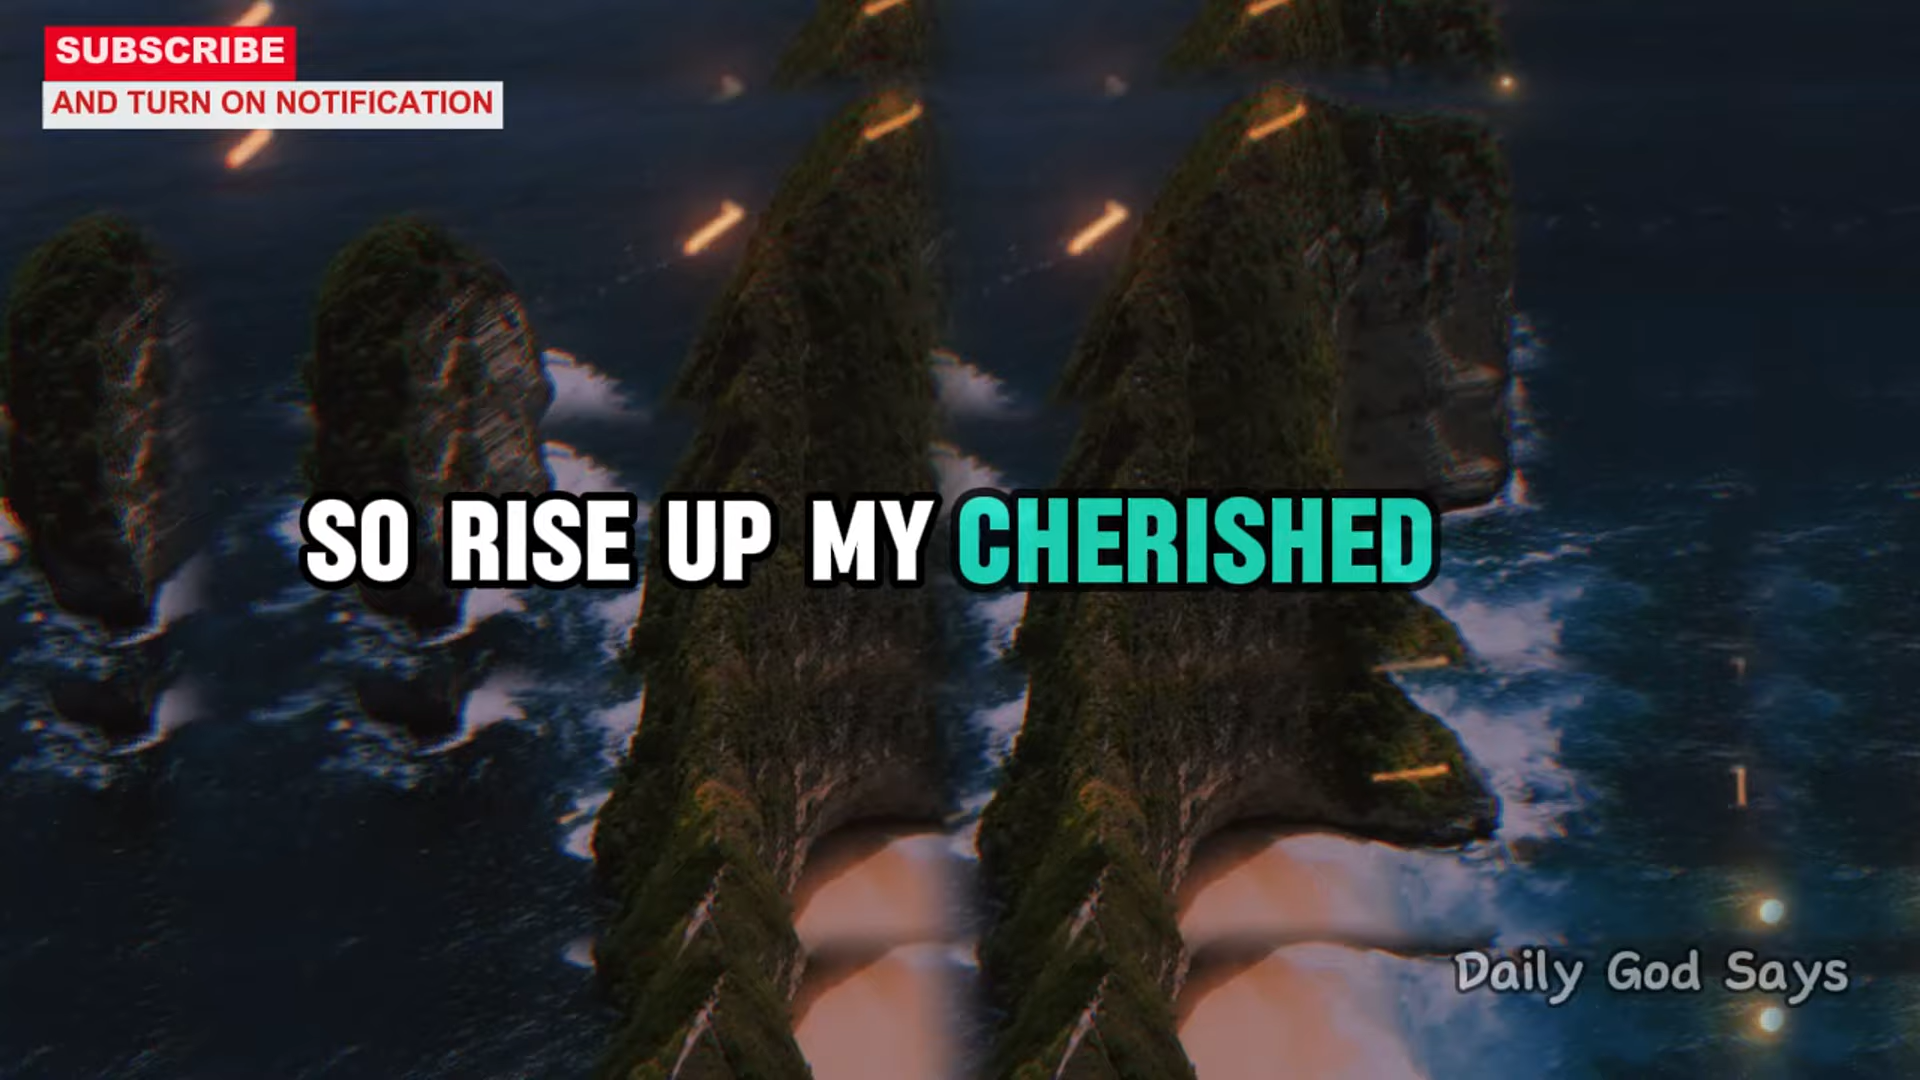 SUBSCRIBE
AND TURN ON NOTIFICATION
SO RISE UP MY CHERISHED
Daily God Says